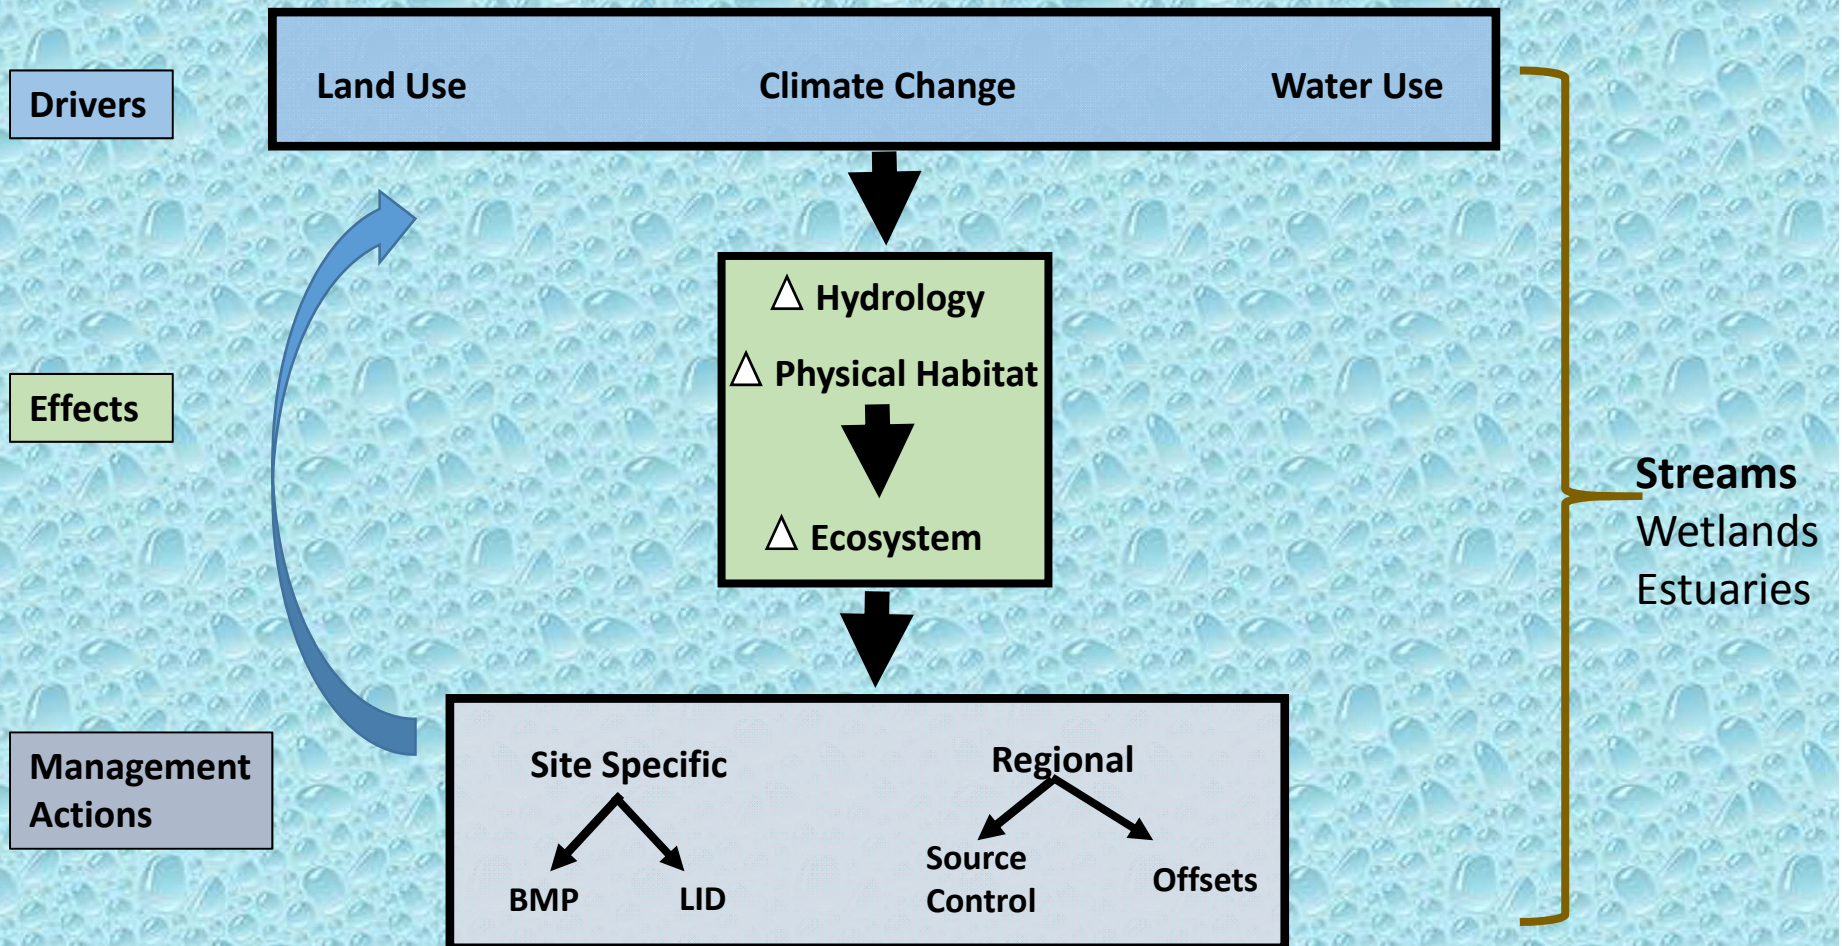 Drivers
Land Use
Climate Change
Water Use
Effects
△ Hydrology
△ Physical Habitat
△ Ecosystem
Streams
Wetlands
Estuaries
Management
Actions
Site Specific
BMP
LID
Regional
Source
Control
Offsets